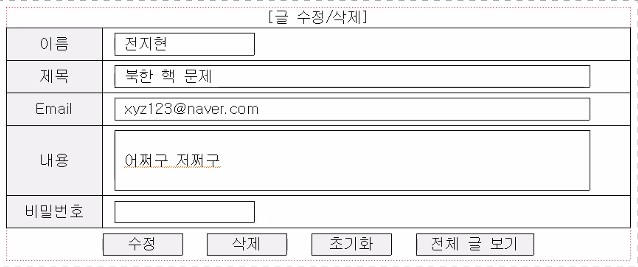 [글 수정/삭제]
이름 전지현
제목 북한 핵 문제
Email xyz123@naver.com
내용 어쩌구 저쩌구
비밀번호
수정 삭제 초기화 전체 글 보기